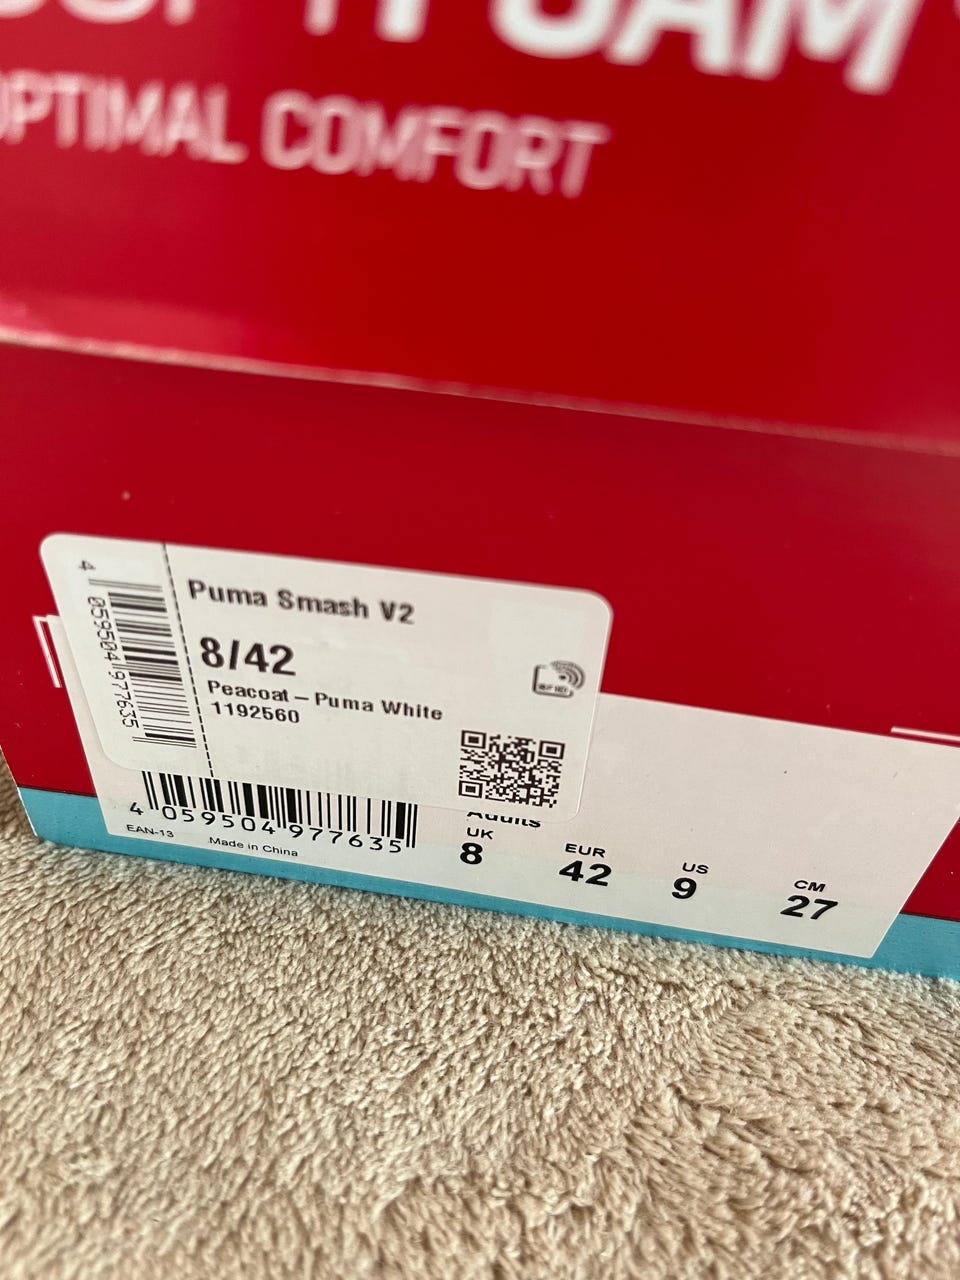 FOAM
OPTIMAL COMFORT
Puma Smash V2
8/42
Peacoat – Puma White
1192560
4 059504 977635
4 059504 977635
EAN-13
Made in China
Adults
UK
8
EUR
42
US
9
CM
27